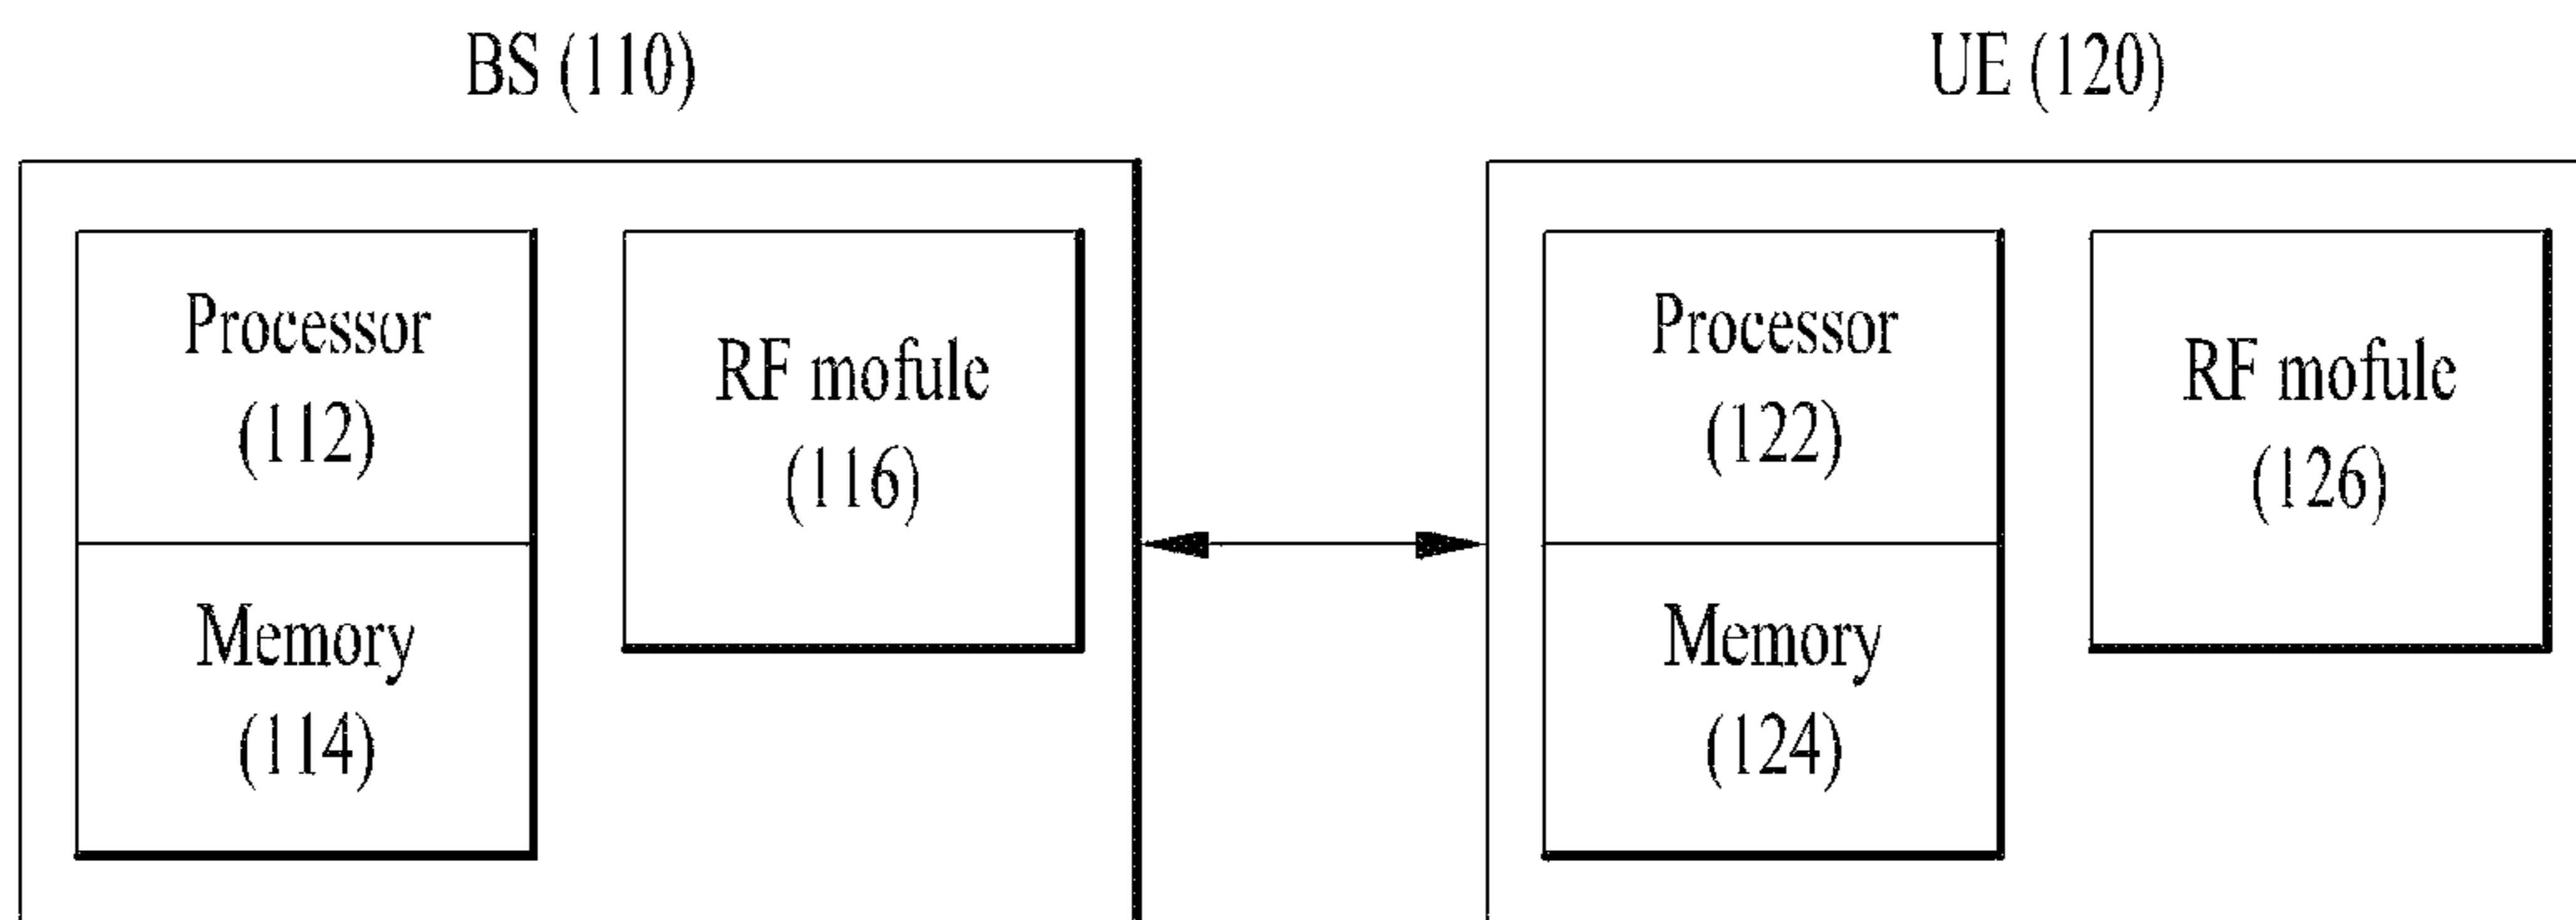 BS (110)
UE (120)
Processor
(112)
RF mofule
(116)
Memory
(114)
Processor
(122)
RF mofule
(126)
Memory
(124)